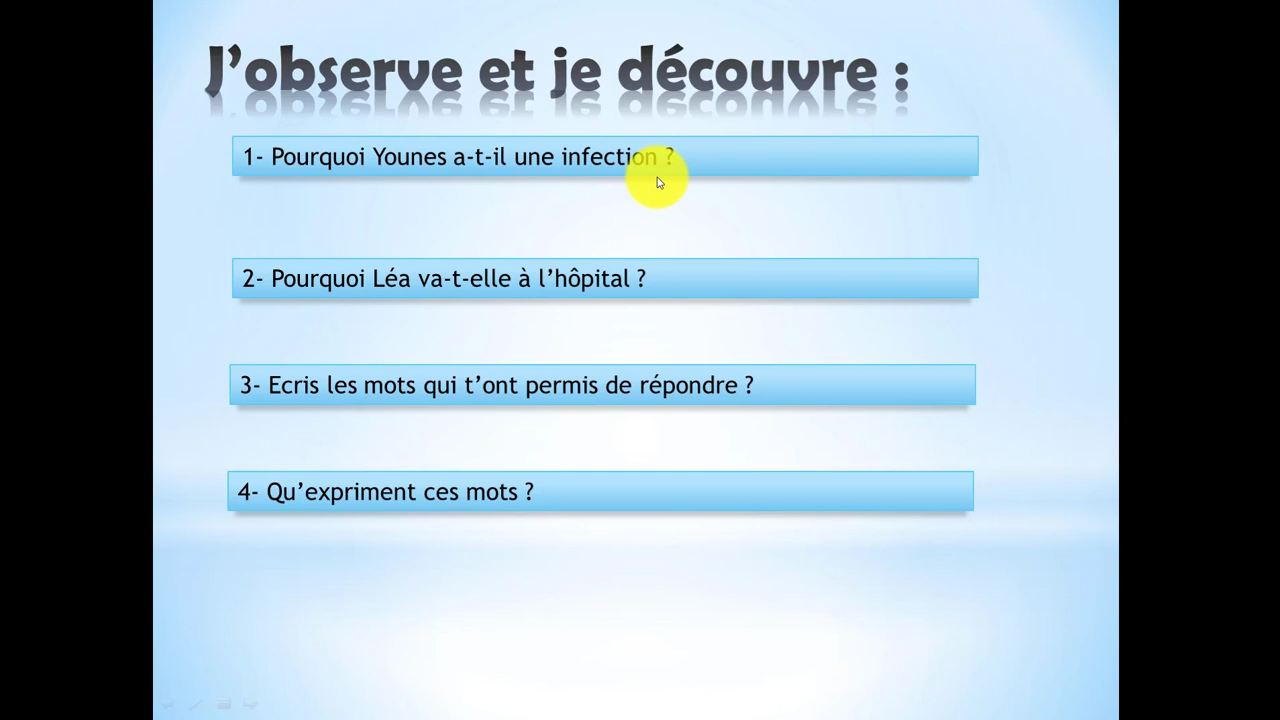 J’observe et je découvre :
1- Pourquoi Younes a-t-il une infection ?
2- Pourquoi Léa va-t-elle à l’hôpital ?
3- Ecris les mots qui t’ont permis de répondre ?
4- Qu’expriment ces mots ?